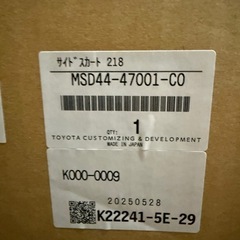 ｻｲﾄﾞｽｶｰﾄ 218
MSD44-47001-C0
QTY:
1
TOYOTA CUSTOMIZING & DEVELOPMENT
MADE IN JAPAN
K000-0009
20250528
K22241-5E-29